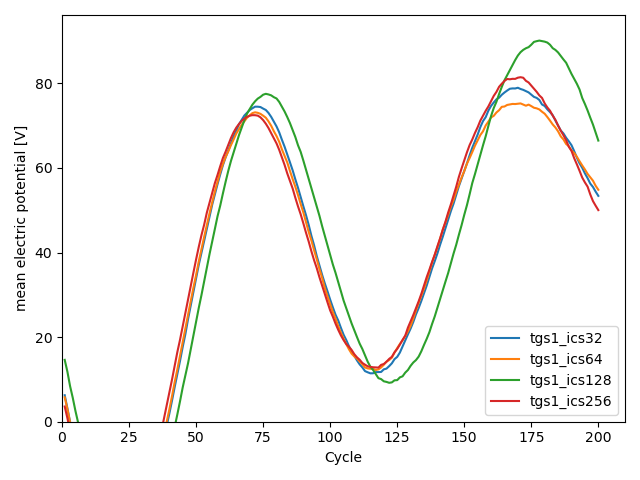 mean electric potential [V]
80
60
40
20
0
0 25 50 75 100 125 150 175 200
Cycle
tgs1_ics32
tgs1_ics64
tgs1_ics128
tgs1_ics256